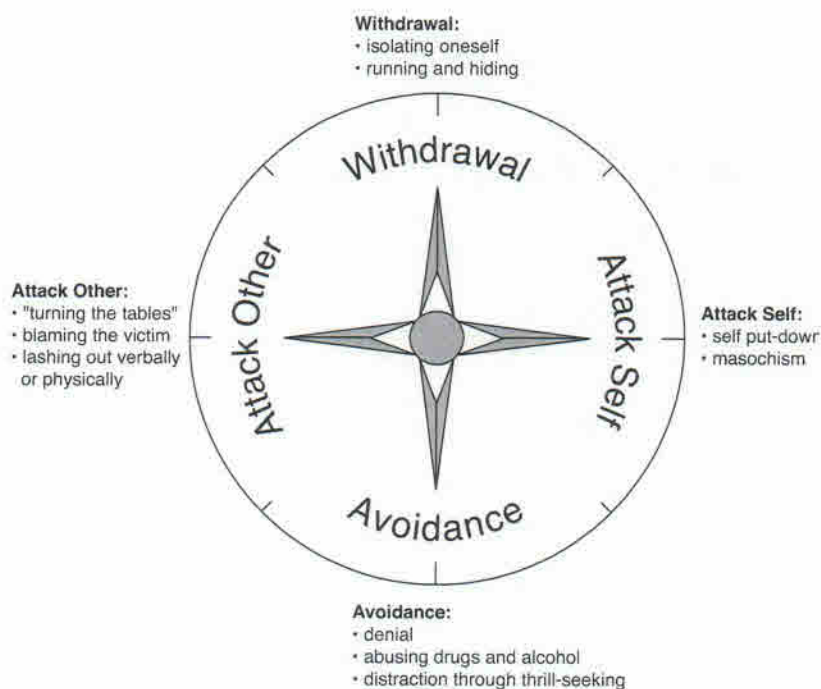 Withdrawal:
• isolating oneself
• running and hiding
Withdrawal
Attack Other:
• "turning the tables"
• blaming the victim
• lashing out verbally
or physically
Attack Other
Attack Self
Attack Self:
• self put-down
• masochism
Avoidance
Avoidance:
• denial
• abusing drugs and alcohol
• distraction through thrill-seeking